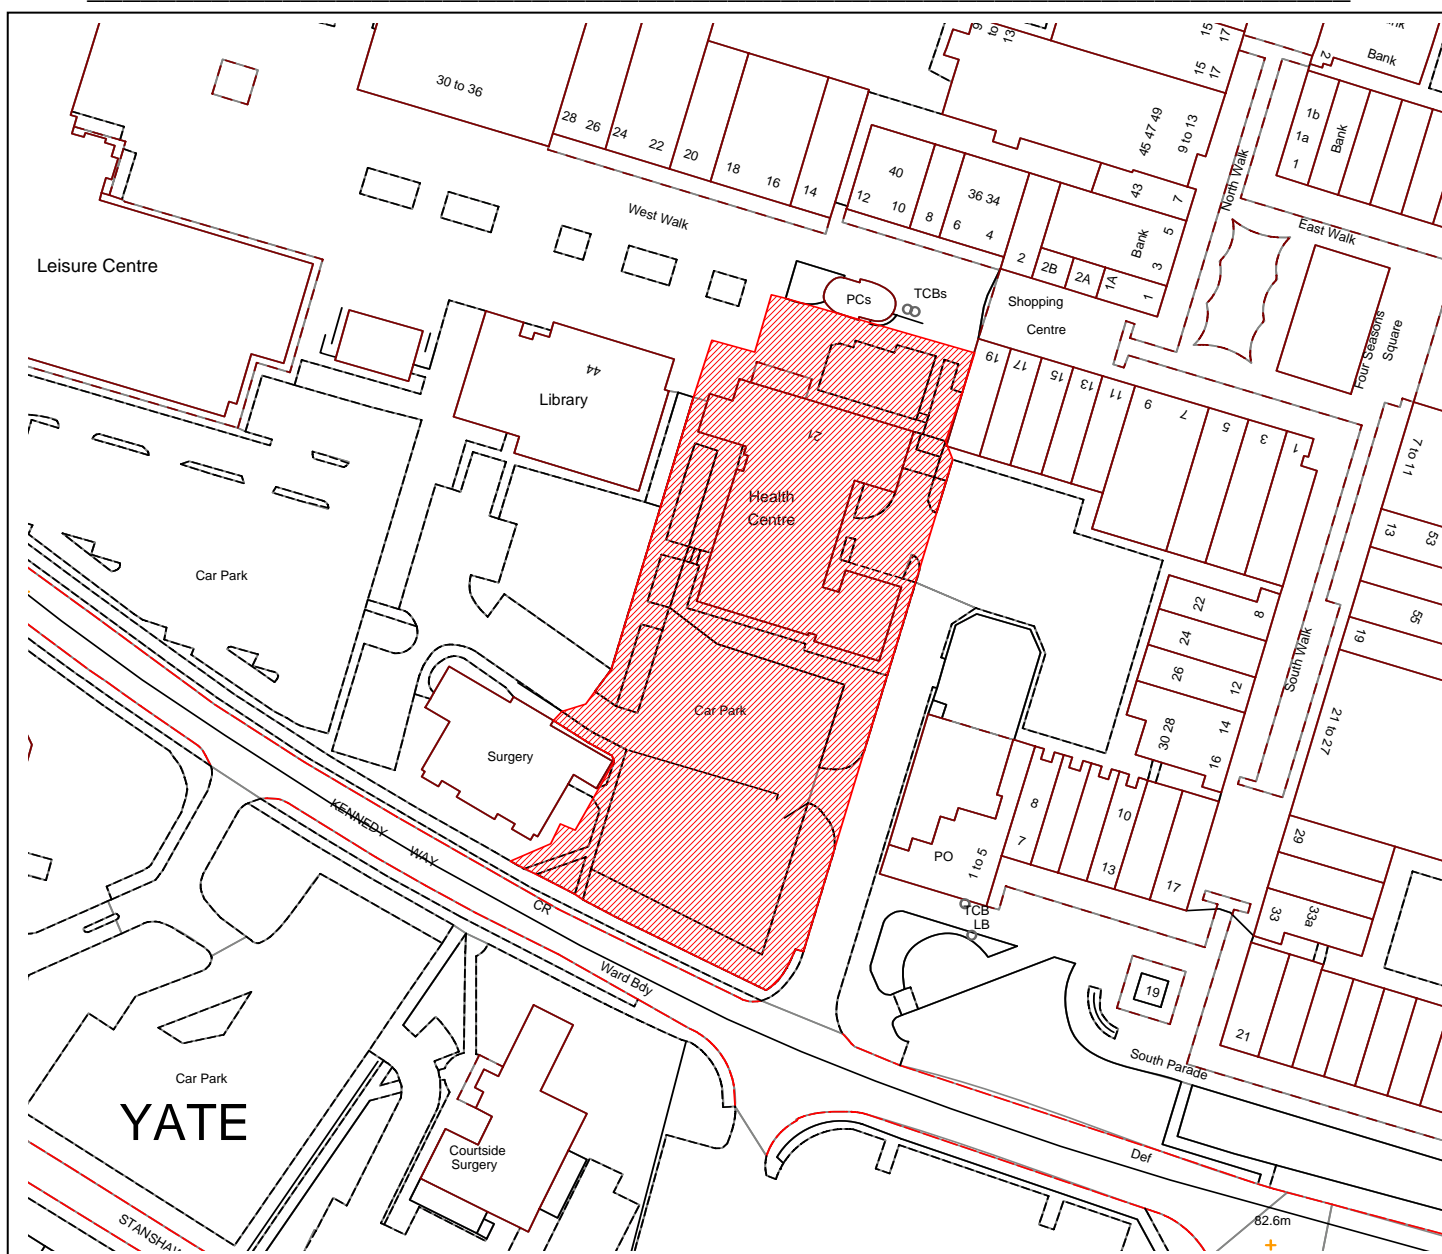 30 to 36
28
26
24
22
20
18
16
14
12
40
10
8
6
36 34
4
2
2B
2A
1A
1
3
Bank
5
7
43
45 47 49
9 to 13
9
to
13
15
17
15
17
2
Bank
1b
1a
1
Bank
North Walk
East Walk
West Walk
Leisure Centre
PCs
TCBs
Shopping
Centre
Four Seasons
Square
44
Library
19
17
15
13
11
9
7
5
3
1
7 to 11
21
Health
Centre
13
53
Car Park
22
8
24
26
12
30 28
14
16
South Walk
19
55
21 to 27
Car Park
Surgery
KENNEDY
WAY
CR
Ward Bdy
8
7
10
13
17
PO
1 to 5
TCB
LB
29
33
33a
19
21
South Parade
Car Park
YATE
Courtside
Surgery
Def
82.6m